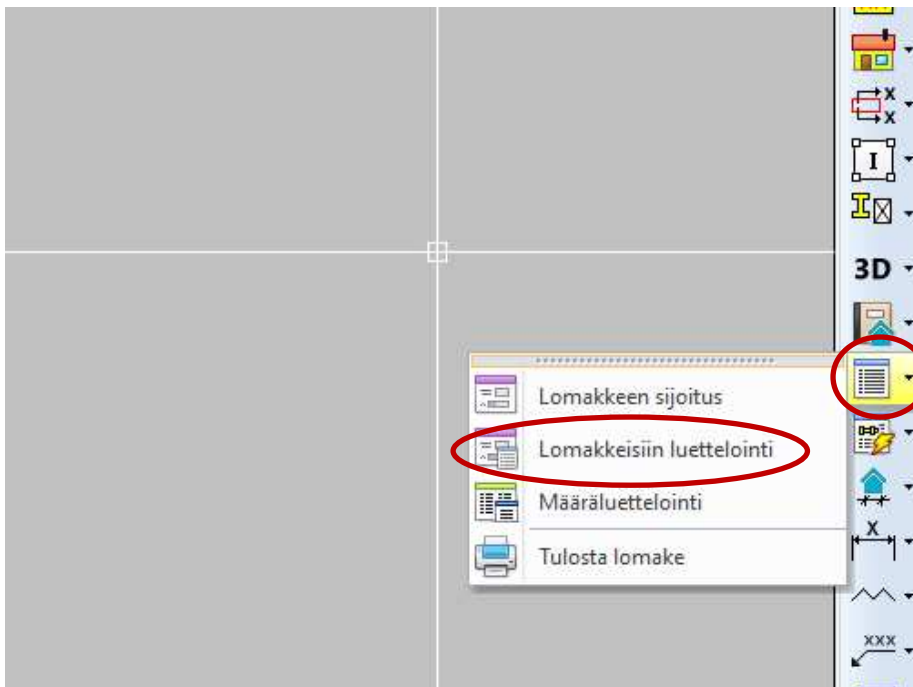 X
X
I
I
3D
Lomakkeen sijoitus
Lomakkeisiin luettelointi
Määräluettelointi
Tulosta lomake
X
xxx